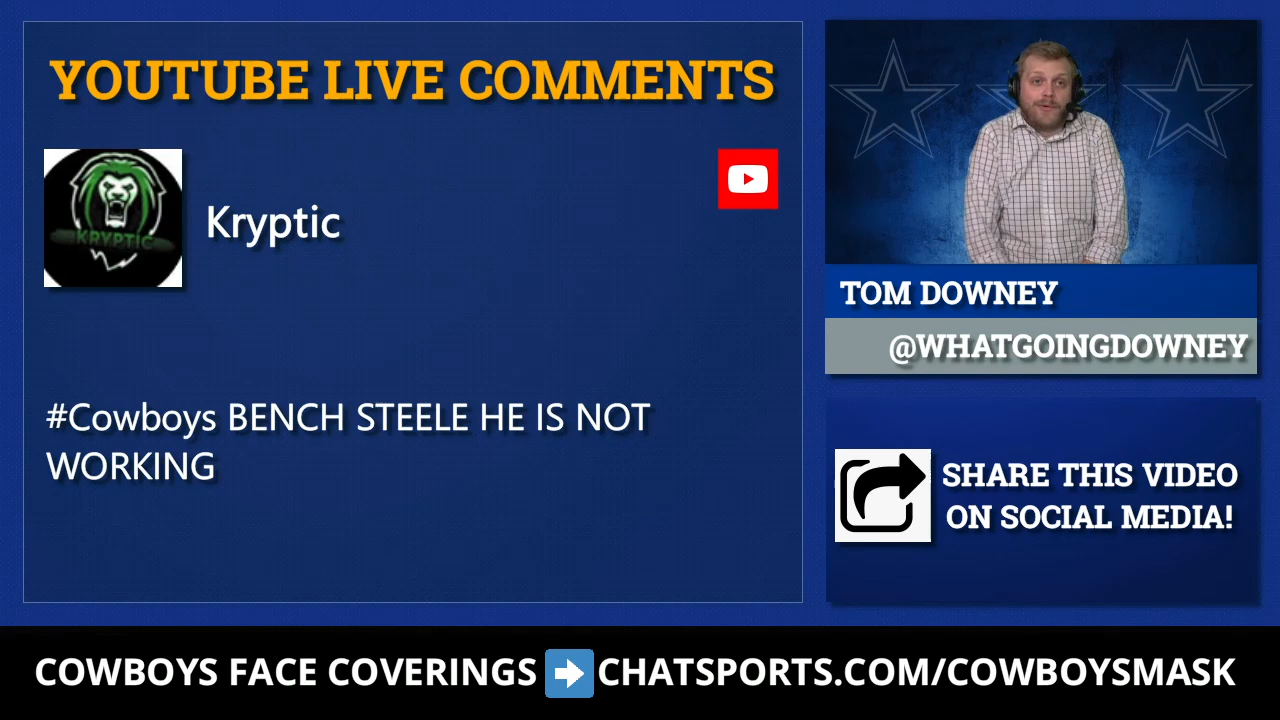 YOUTUBE LIVE COMMENTS
KRYPTIC
Kryptic
#Cowboys BENCH STEELE HE IS NOT
WORKING
TOM DOWNEY
@WHATGOINGDOWNEY
SHARE THIS VIDEO
ON SOCIAL MEDIA!
COWBOYS FACE COVERINGS ➡ CHATSPORTS.COM/COWBOYSMASK